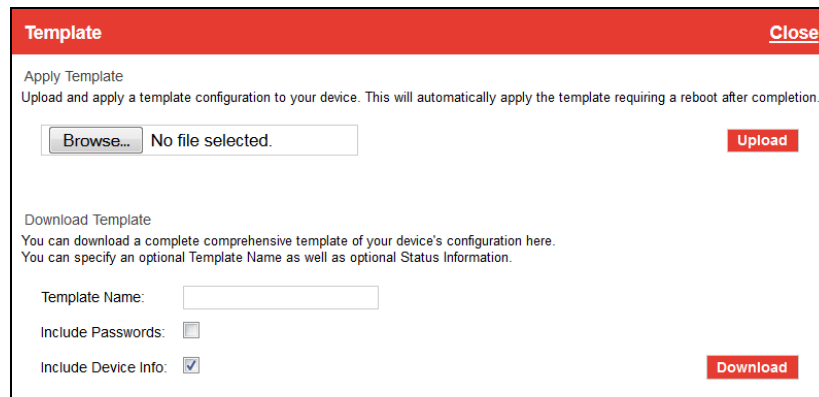 Template
Close
Apply Template
Upload and apply a template configuration to your device. This will automatically apply the template requiring a reboot after completion.
Browse... No file selected.
Upload
Download Template
You can download a complete comprehensive template of your device's configuration here.
You can specify an optional Template Name as well as optional Status Information.
Template Name:
Include Passwords:
Include Device Info:
Download